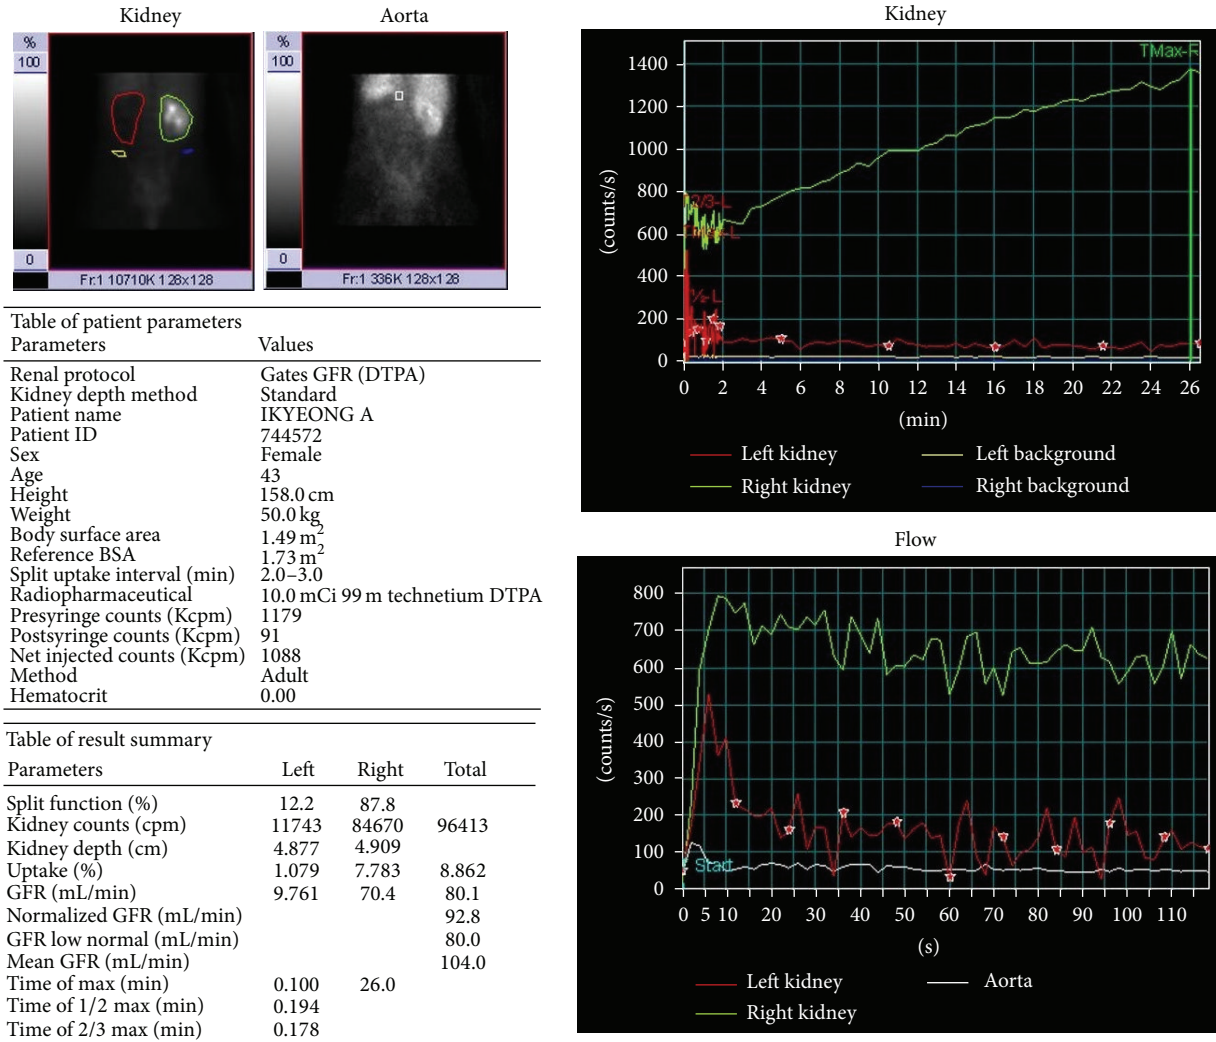 Kidney
Aorta
%
100
0
Fr:1 10710K 128x128
%
100
0
Fr:1 336K 128x128
Table of patient parameters
Parameters Values
Renal protocol Gates GFR (DTPA)
Kidney depth method Standard
Patient name IKYEONG A
Patient ID 744572
Sex Female
Age 43
Height 158.0 cm
Weight 50.0 kg
Body surface area 1.49 m2
Reference BSA 1.73 m2
Split uptake interval (min) 2.0–3.0
Radiopharmaceutical 10.0 mCi 99 m technetium DTPA
Presyringe counts (Kcpm) 1179
Postsyringe counts (Kcpm) 91
Net injected counts (Kcpm) 1088
Method Adult
Hematocrit 0.00
Table of result summary
Parameters Left Right Total
Split function (%) 12.2 87.8
Kidney counts (cpm) 11743 84670 96413
Kidney depth (cm) 4.877 4.909
Uptake (%) 1.079 7.783 8.862
GFR (mL/min) 9.761 70.4 80.1
Normalized GFR (mL/min) 92.8
GFR low normal (mL/min) 80.0
Mean GFR (mL/min) 104.0
Time of max (min) 0.100 26.0
Time of 1/2 max (min) 0.194
Time of 2/3 max (min) 0.178
Kidney
TMax-R
1400
1200
1000
800
600
400
200
0
(counts/s)
2/3-L
½-L
0 2 4 6 8 10 12 14 16 18 20 22 24 26
(min)
Left kidney Left background
Right kidney Right background
Flow
800
700
600
500
400
300
200
100
0
(counts/s)
Start
0 5 10 20 30 40 50 60 70 80 90 100 110
(s)
Left kidney Aorta
Right kidney